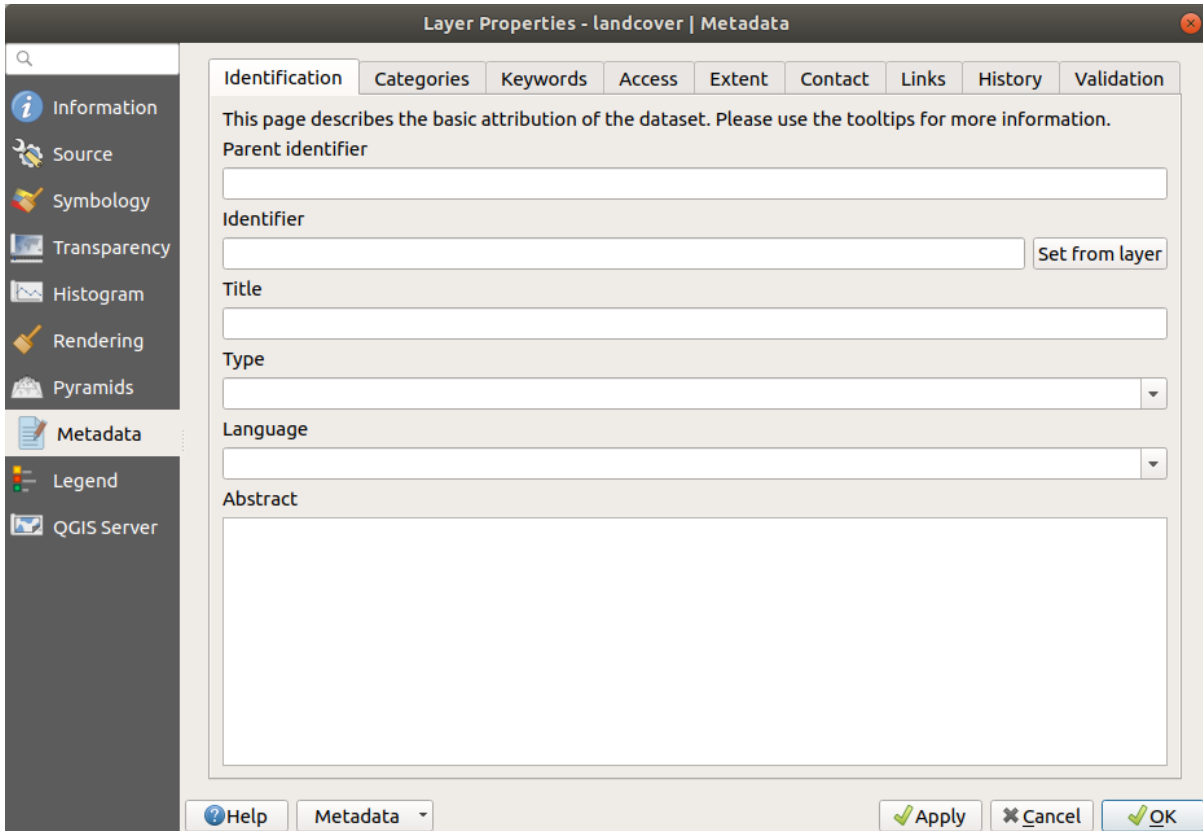 Layer Properties - landcover | Metadata
Information
Source
Symbology
Transparency
Histogram
Rendering
Pyramids
Metadata
Legend
QGIS Server
Identification Categories Keywords Access Extent Contact Links History Validation
This page describes the basic attribution of the dataset. Please use the tooltips for more information.
Parent identifier
Identifier
Set from layer
Title
Type
Language
Abstract
Help Metadata Apply Cancel OK